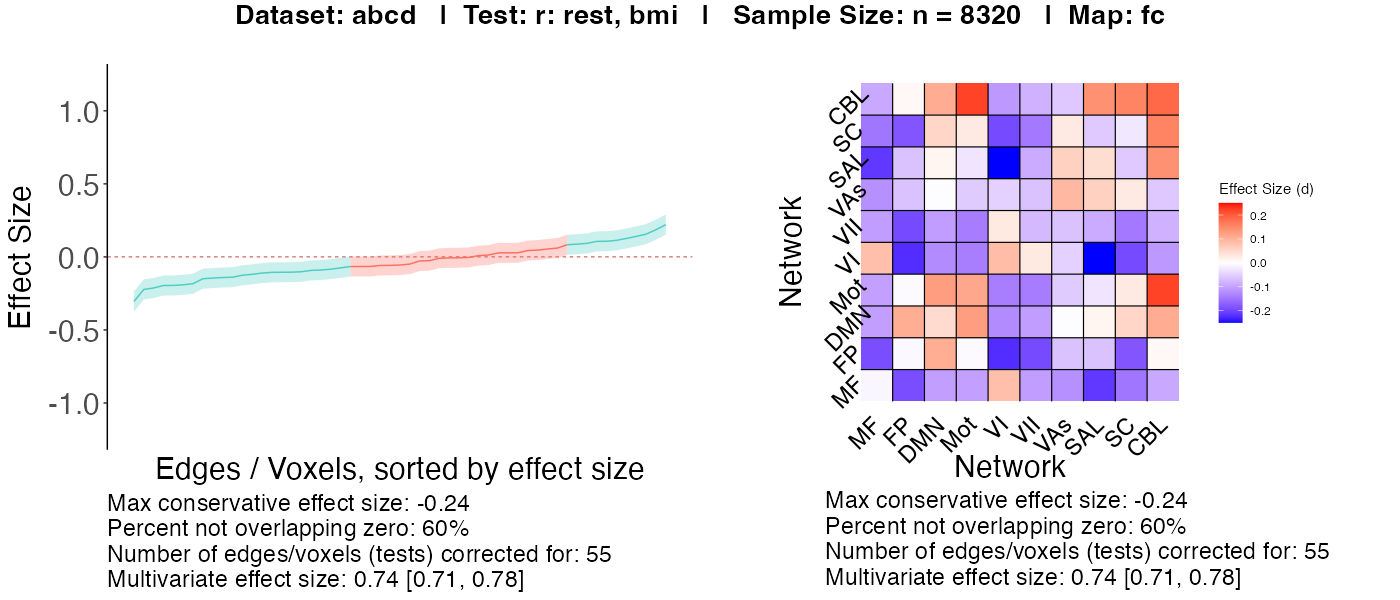 Dataset: abcd | Test: r: rest, bmi | Sample Size: n = 8320 | Map: fc
Effect Size
1.0
0.5
0.0
-0.5
-1.0
Edges / Voxels, sorted by effect size
Max conservative effect size: -0.24
Percent not overlapping zero: 60%
Number of edges/voxels (tests) corrected for: 55
Multivariate effect size: 0.74 [0.71, 0.78]
Network
CBL
SC
SAL
VAs
VII
VI
Mot
DMN
FP
MF
MF
FP
DMN
Mot
VI
VII
VAs
SAL
SC
CBL
Network
Effect Size (d)
0.2
0.1
0.0
-0.1
-0.2
Max conservative effect size: -0.24
Percent not overlapping zero: 60%
Number of edges/voxels (tests) corrected for: 55
Multivariate effect size: 0.74 [0.71, 0.78]